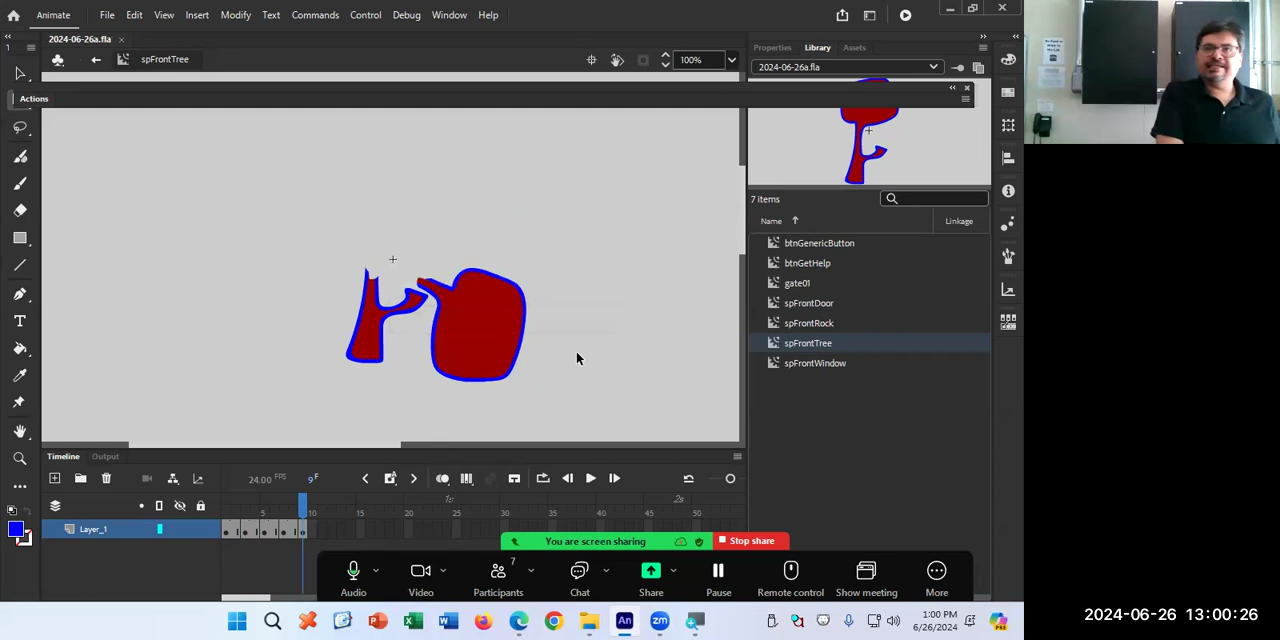 Animate File Edit View Insert Modify Text Commands Control Debug Window Help
2024-06-26a.fla ×
spFrontTree 100%
Properties Library Assets
2024-06-26a.fla
Actions
7 items
Name Linkage
btnGenericButton
btnGetHelp
gate01
spFrontDoor
spFrontRock
spFrontTree
spFrontWindow
Timeline Output
24.00 FPS 9 F
1s 2s
5 10 15 20 25 30 35 40 45 50
Layer_1
You are screen sharing Stop share
7
Audio Video Participants Chat Share Pause Remote control Show meeting More
1:00 PM
6/26/2024
2024-06-26 13:00:26